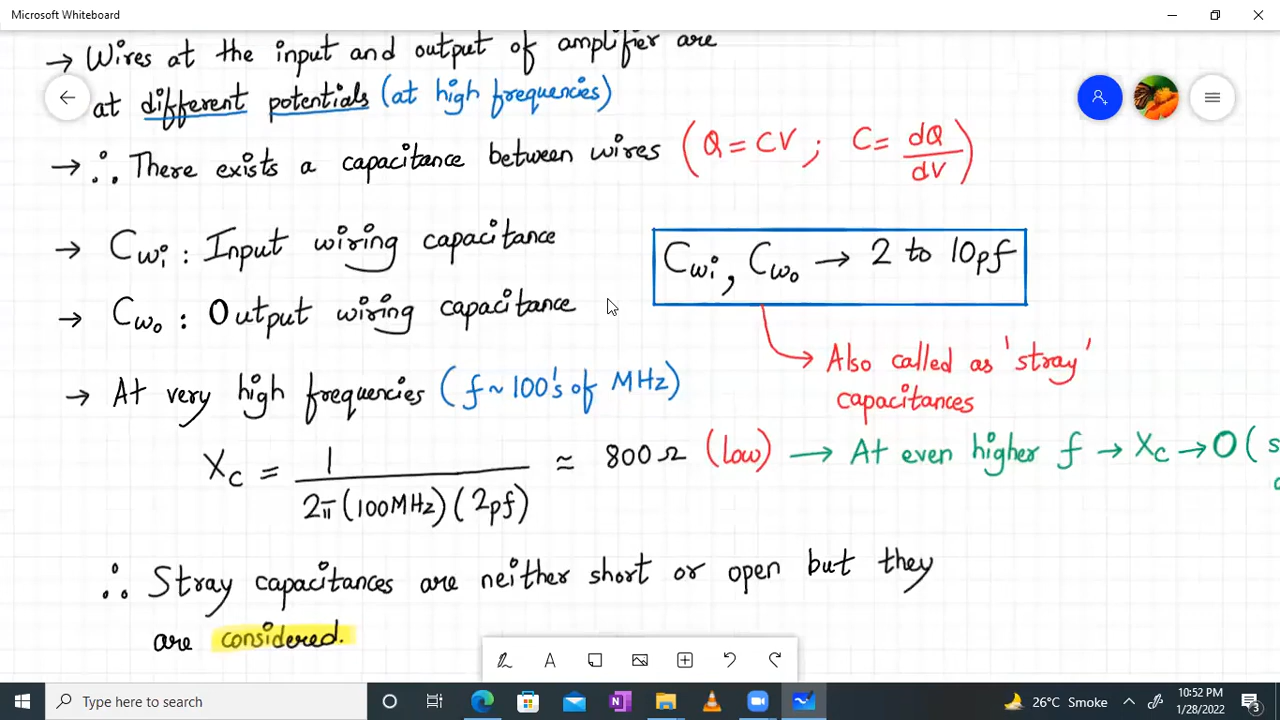 Microsoft Whiteboard
→ Wires at the input and output of amplifier are
at different potentials (at high frequencies)
→ ∴ There exists a capacitance between wires (Q = CV ; C = dQ/dV)
→ Cwi : Input wiring capacitance
Cwi, Cwo → 2 to 10pf
→ Cwo : Output wiring capacitance
Also called as 'stray'
capacitances
→ At very high frequencies (f ~ 100's of MHz)
Xc = 1/2π(100MHz)(2pf) ≈ 800Ω (low) → At even higher f → Xc → 0 (s
∴ Stray capacitances are neither short or open but they
are considered.
Type here to search
26°C Smoke
10:52 PM
1/28/2022
3